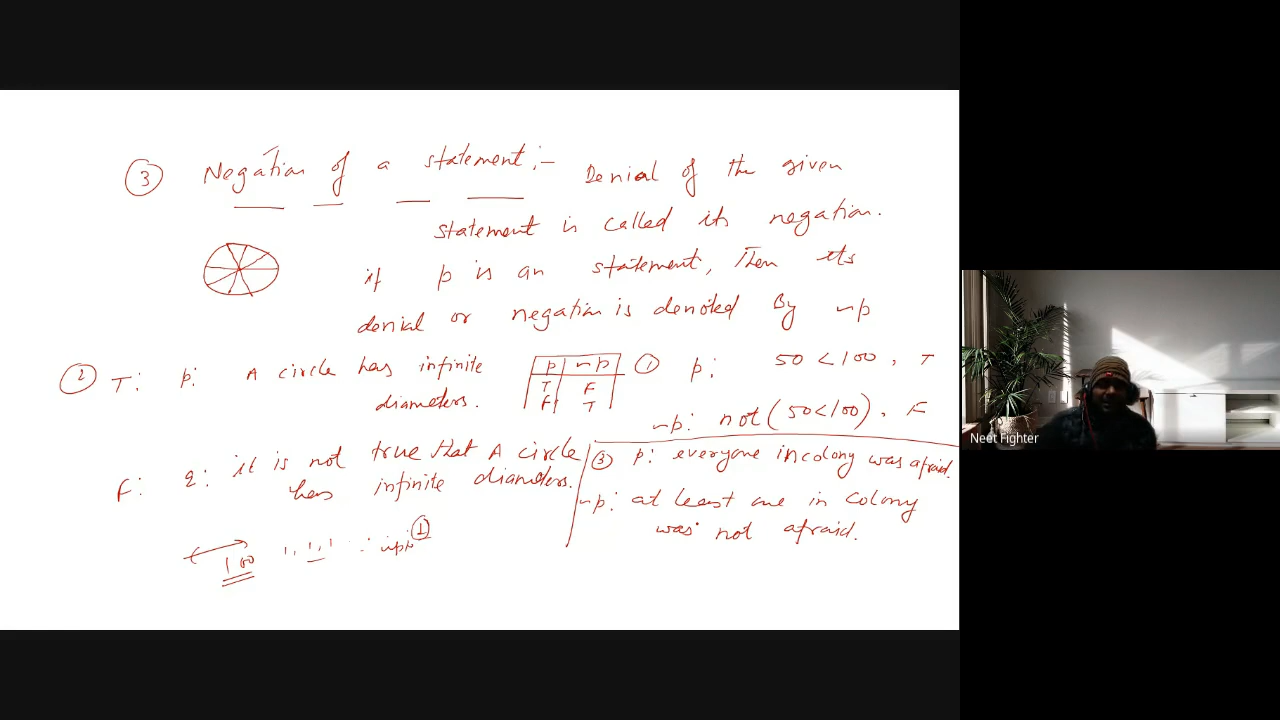 ③ Negation of a statement :- Denial of the given
statement is called its negation.
if p is an statement, Then its
denial or negation is denoted By ~p
② T: p: A circle has infinite
diameters.
p ~p
T F
F T
① p: 50 < 100, T
~p: not (50<100), F
F: q: it is not true that A circle
has infinite diameters.
③ p: everyone in colony was afraid.
~p: at least one in colony
was not afraid.
100
①
Neet Fighter